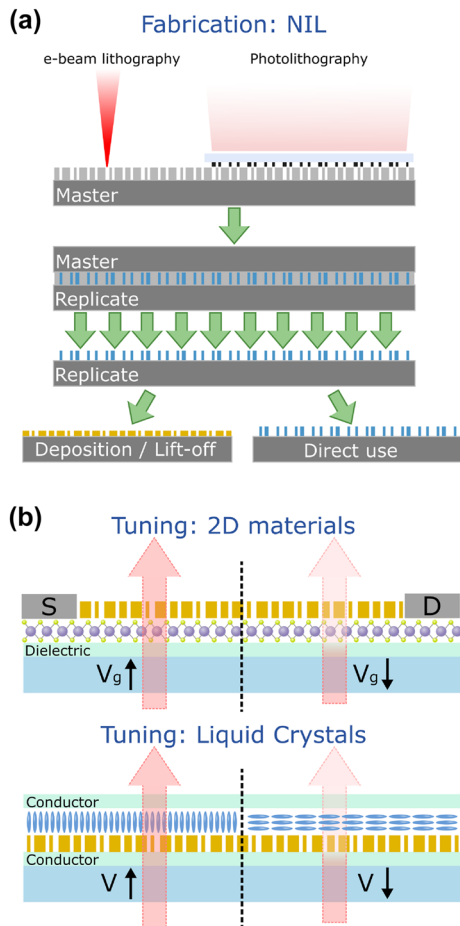 (a)
Fabrication: NIL
e-beam lithography
Photolithography
Master
Master
Replicate
Replicate
Deposition / Lift-off
Direct use
(b)
Tuning: 2D materials
S
D
Dielectric
Vg
Vg
Tuning: Liquid Crystals
Conductor
Conductor
V
V